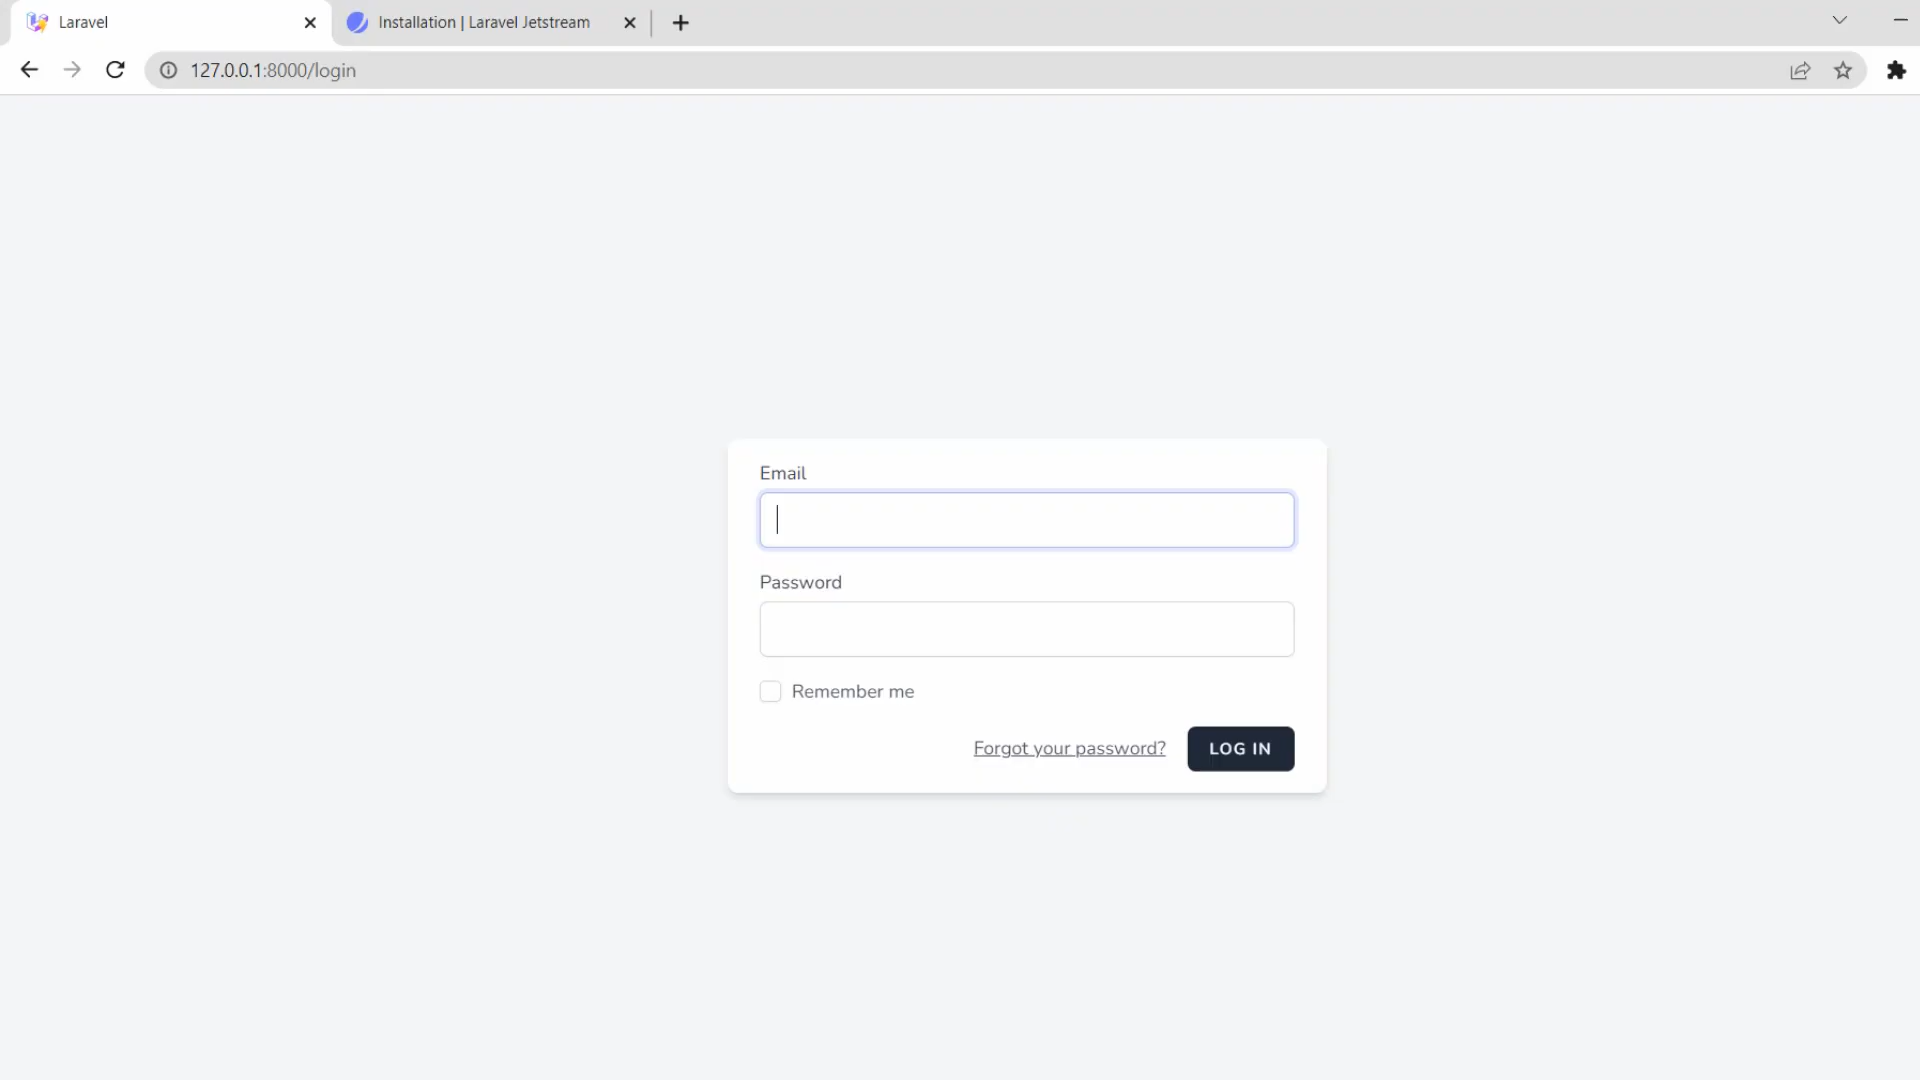 Laravel
Installation | Laravel Jetstream
127.0.0.1:8000/login
Email
Password
Remember me
Forgot your password?
LOG IN